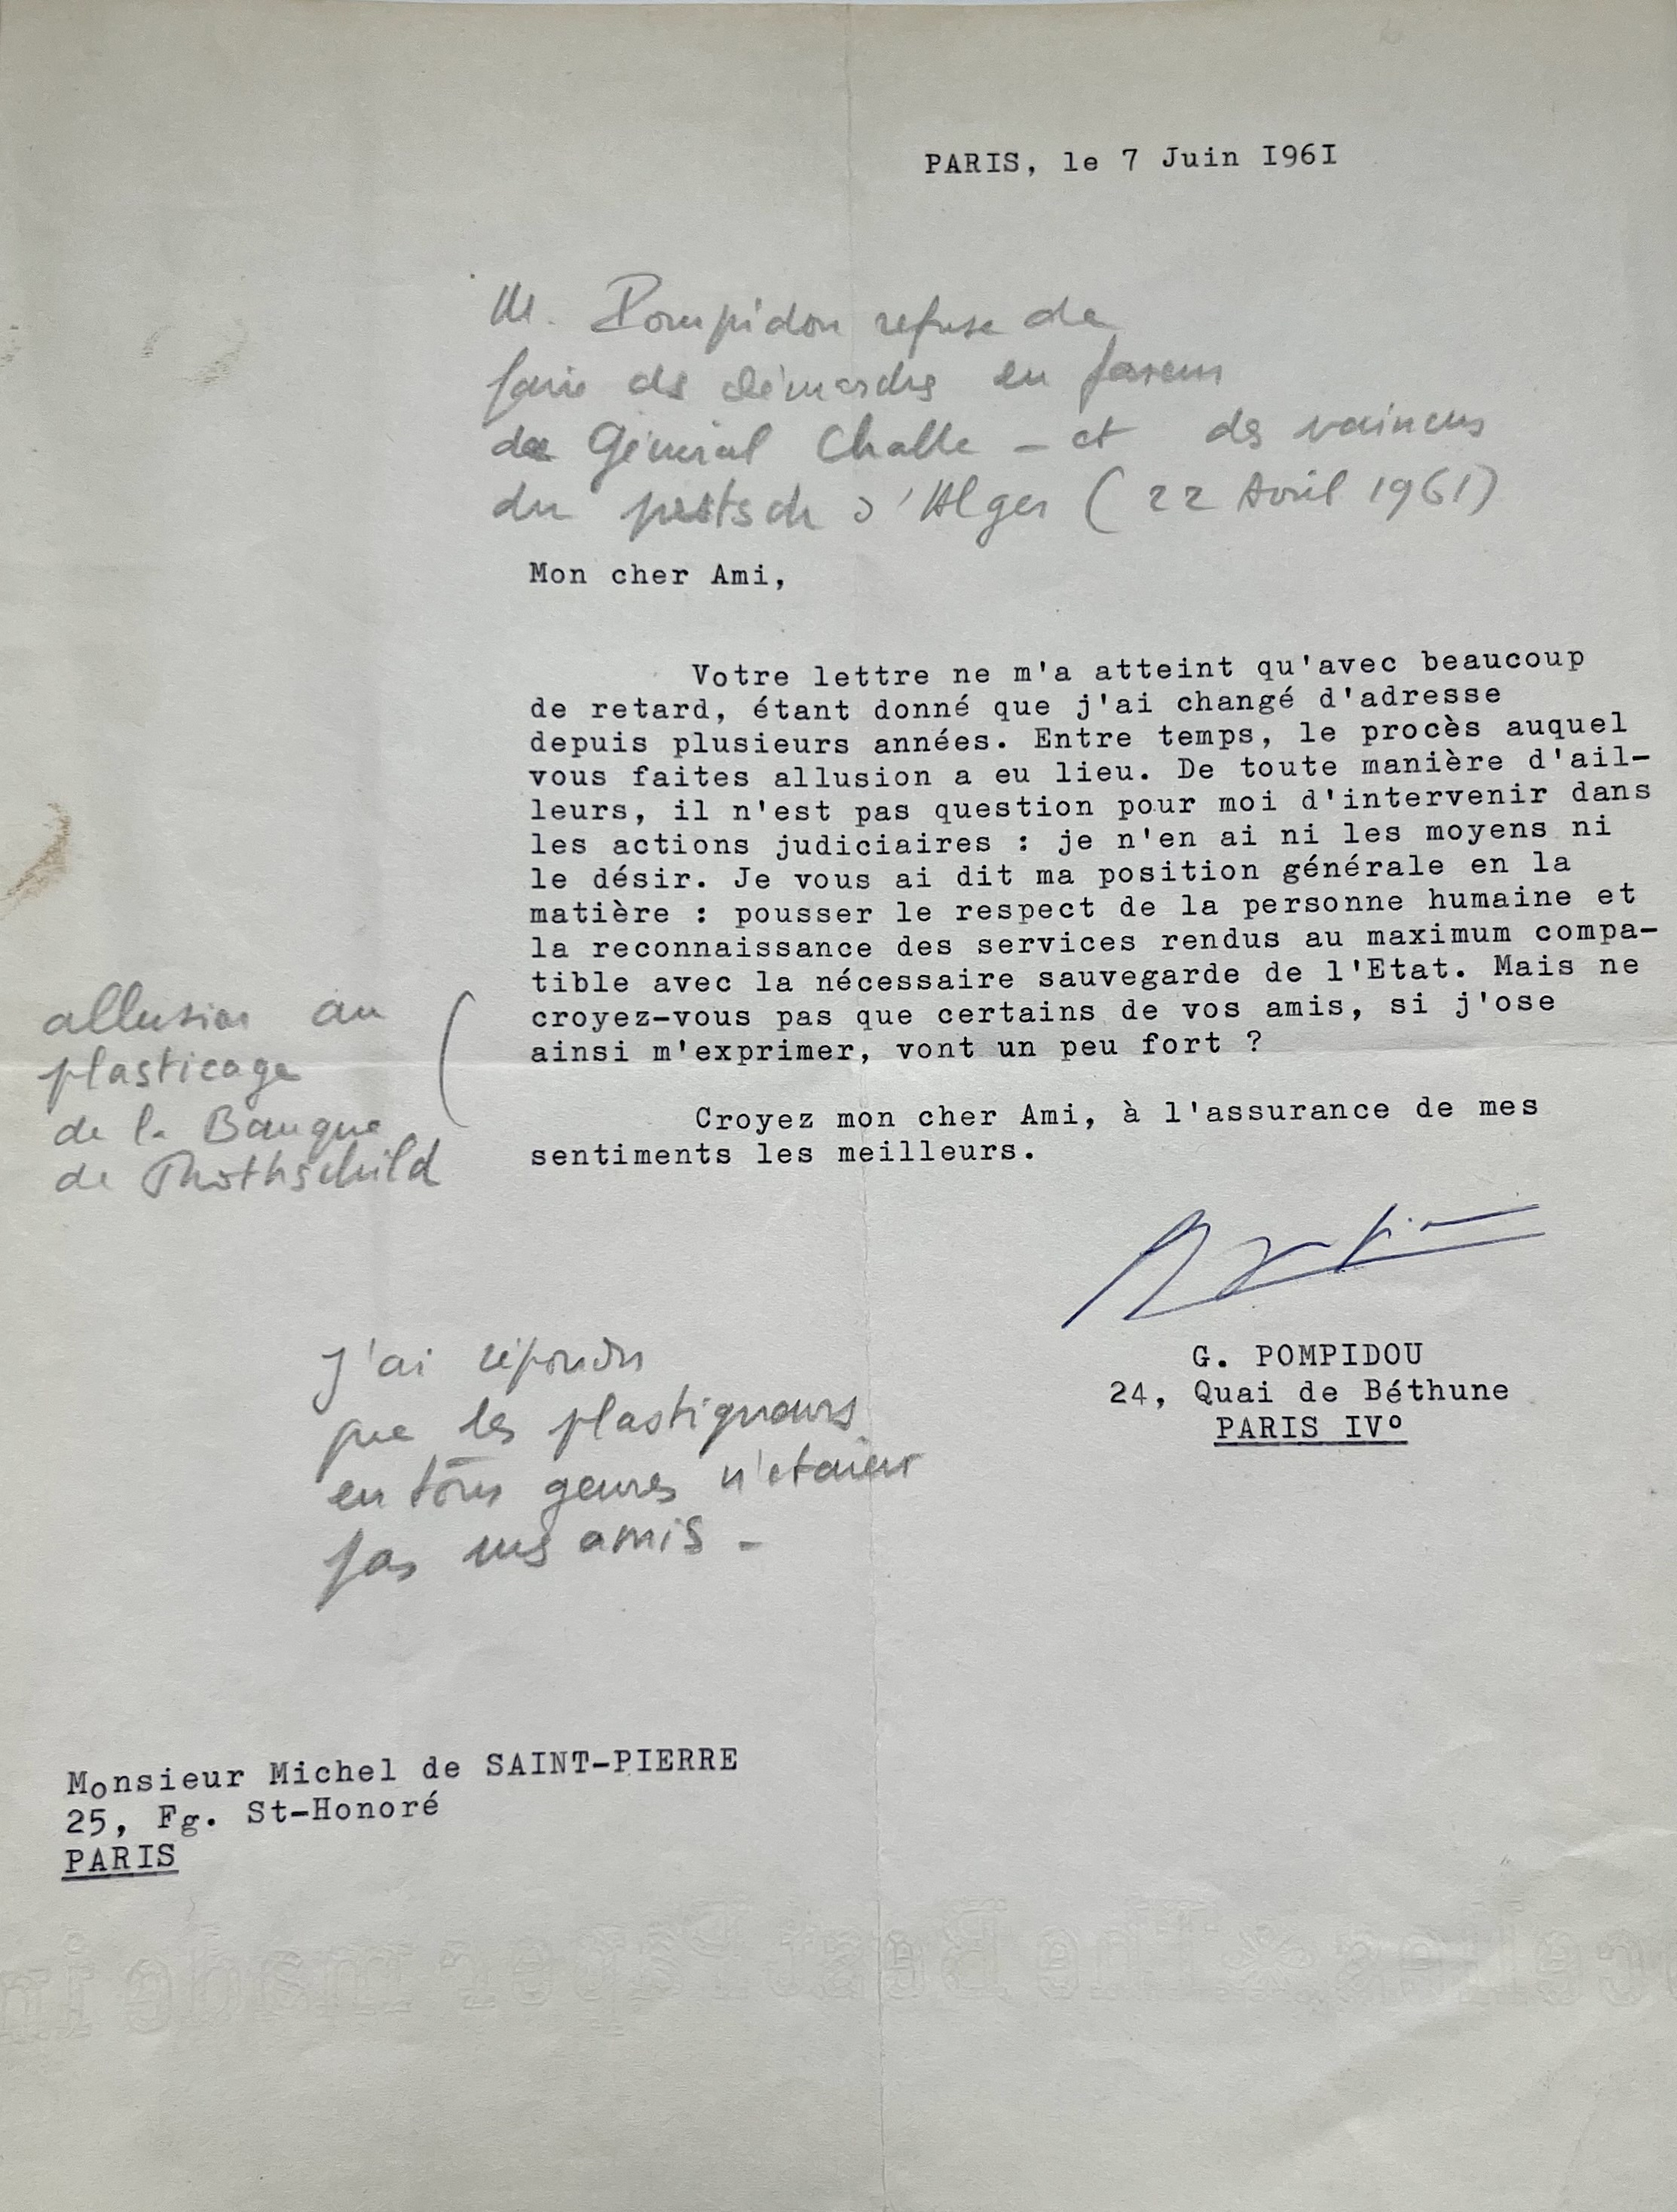 PARIS, le 7 Juin I96I
M. Pompidou refuse de
faire des démarches en faveur
du Général Challe - et des vaincus
du putsch d'Alger (22 Avril 1961)
Mon cher Ami,
Votre lettre ne m'a atteint qu'avec beaucoup
de retard, étant donné que j'ai changé d'adresse
depuis plusieurs années. Entre temps, le procès auquel
vous faites allusion a eu lieu. De toute manière d'ail-
leurs, il n'est pas question pour moi d'intervenir dans
les actions judiciaires : je n'en ai ni les moyens ni
le désir. Je vous ai dit ma position générale en la
matière : pousser le respect de la personne humaine et
la reconnaissance des services rendus au maximum compa-
tible avec la nécessaire sauvegarde de l'Etat. Mais ne
croyez-vous pas que certains de vos amis, si j'ose
ainsi m'exprimer, vont un peu fort ?
allusion au
plasticage
de la Banque
de Rothschild
Croyez mon cher Ami, à l'assurance de mes
sentiments les meilleurs.
G. POMPIDOU
24, Quai de Béthune
PARIS IVº
J'ai répondu
que les plastiqueurs
en tous genres n'étaient
pas mes amis -
Monsieur Michel de SAINT-PIERRE
25, Fg. St-Honoré
PARIS
The Best Paper made in